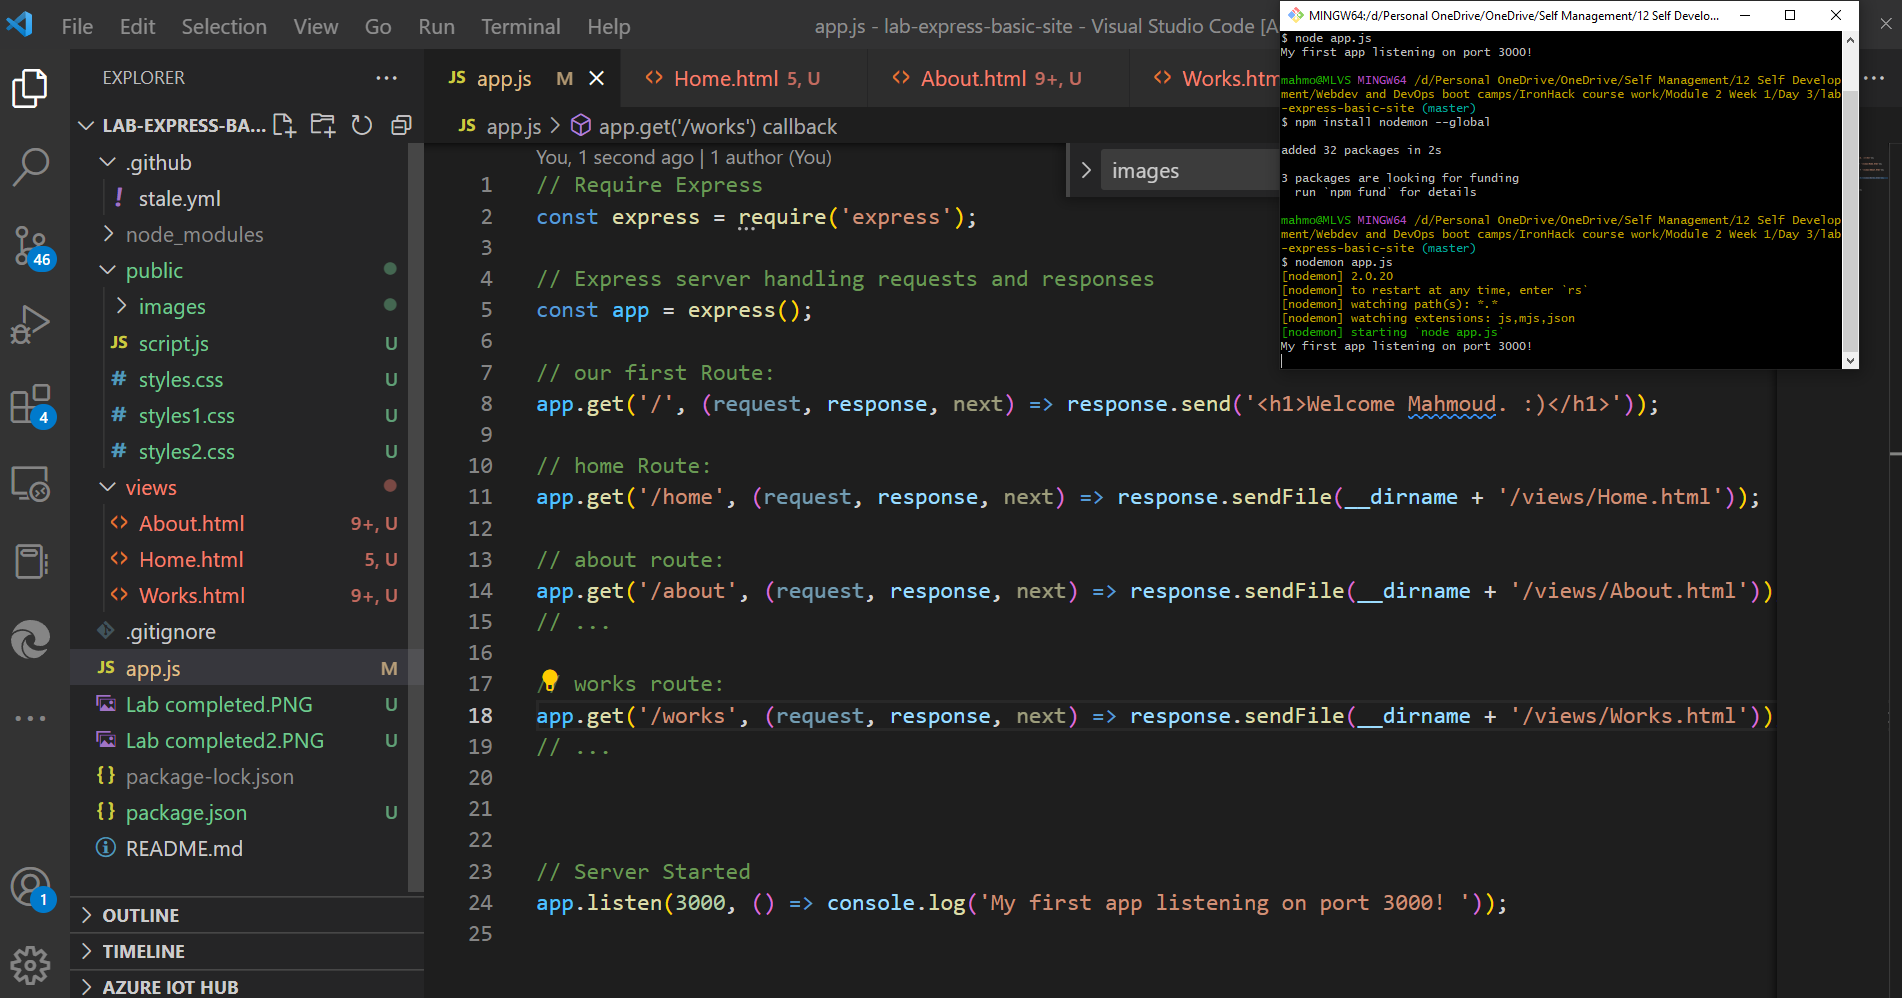 File Edit Selection View Go Run Terminal Help
app.js - lab-express-basic-site - Visual Studio Code [A
EXPLORER
LAB-EXPRESS-BA...
.github
! stale.yml
node_modules
public
images
JS script.js U
# styles.css U
# styles1.css U
# styles2.css U
views
<> About.html 9+, U
<> Home.html 5, U
<> Works.html 9+, U
.gitignore
JS app.js M
Lab completed.PNG U
Lab completed2.PNG U
{} package-lock.json
{} package.json U
README.md
OUTLINE
TIMELINE
AZURE IOT HUB
46
4
1
JS app.js M
<> Home.html 5, U
<> About.html 9+, U
<> Works.htm
JS app.js > app.get('/works') callback
images
You, 1 second ago | 1 author (You)
1 // Require Express
2 const express = require('express');
3
4 // Express server handling requests and responses
5 const app = express();
6
7 // our first Route:
8 app.get('/', (request, response, next) => response.send('<h1>Welcome Mahmoud. :)</h1>'));
9
10 // home Route:
11 app.get('/home', (request, response, next) => response.sendFile(__dirname + '/views/Home.html'));
12
13 // about route:
14 app.get('/about', (request, response, next) => response.sendFile(__dirname + '/views/About.html'))
15 // ...
16
17 / works route:
18 app.get('/works', (request, response, next) => response.sendFile(__dirname + '/views/Works.html'))
19 // ...
20
21
22
23 // Server Started
24 app.listen(3000, () => console.log('My first app listening on port 3000! '));
25
MINGW64:/d/Personal OneDrive/OneDrive/Self Management/12 Self Develo...
$ node app.js
My first app listening on port 3000!
mahmo@MLVS MINGW64 /d/Personal OneDrive/OneDrive/Self Management/12 Self Develop
ment/Webdev and DevOps boot camps/IronHack course work/Module 2 Week 1/Day 3/lab
-express-basic-site (master)
$ npm install nodemon --global
added 32 packages in 2s
3 packages are looking for funding
run `npm fund` for details
mahmo@MLVS MINGW64 /d/Personal OneDrive/OneDrive/Self Management/12 Self Develop
ment/Webdev and DevOps boot camps/IronHack course work/Module 2 Week 1/Day 3/lab
-express-basic-site (master)
$ nodemon app.js
[nodemon] 2.0.20
[nodemon] to restart at any time, enter `rs`
[nodemon] watching path(s): *.*
[nodemon] watching extensions: js,mjs,json
[nodemon] starting `node app.js`
My first app listening on port 3000!